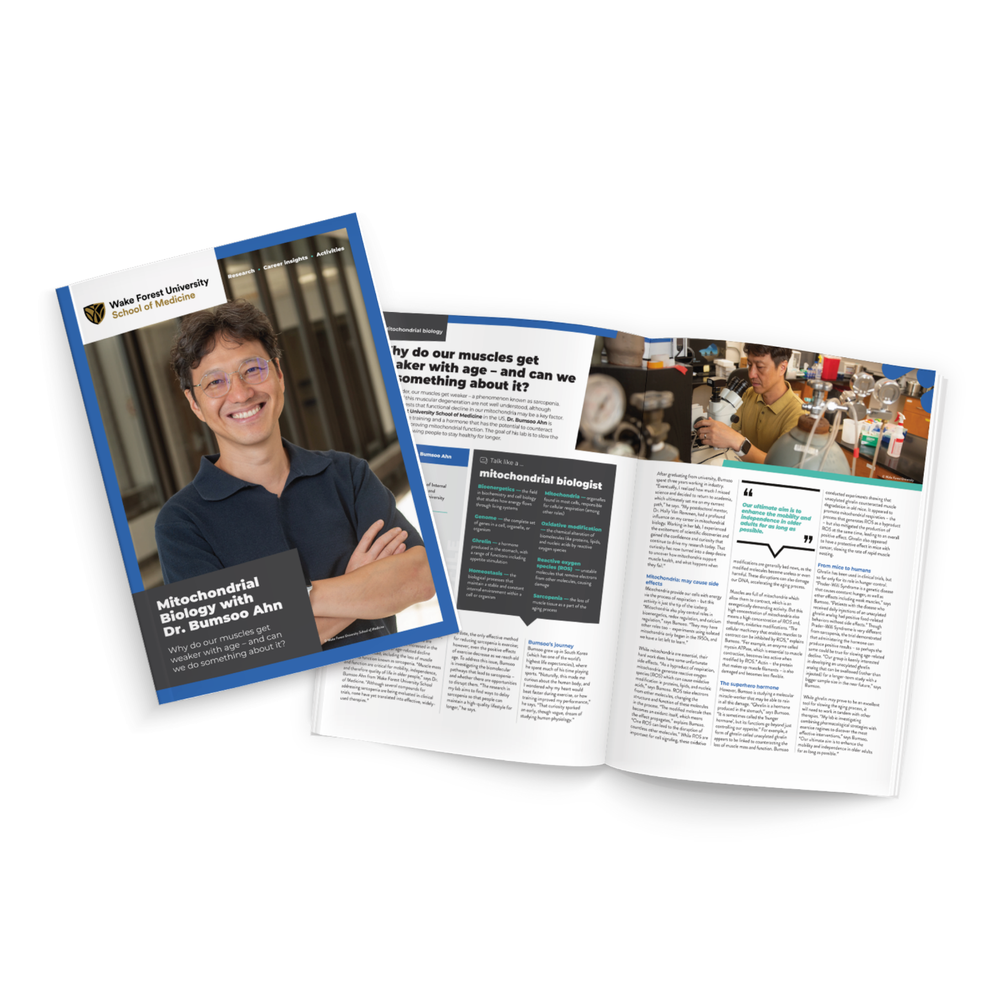 Research • Career insights • Activities
Wake Forest University
School of Medicine
Mitochondrial
Biology with
Dr. Bumsoo Ahn
Why do our muscles get
weaker with age – and can
we do something about it?
© Wake Forest University School of Medicine
itochondrial biology
hy do our muscles get
aker with age – and can we
something about it?
der, our muscles get weaker – a phenomenon known as sarcopenia.
this muscular degeneration are not well understood, although
ests that functional decline in our mitochondria may be a key factor.
t University School of Medicine in the US, Dr. Bumsoo Ahn is
e training and a hormone that has the potential to counteract
proving mitochondrial function. The goal of his lab is to slow the
wing people to stay healthy for longer.
Bumsoo Ahn
of Internal
and
niversity
Talk like a ...
mitochondrial biologist
Bioenergetics — the field
in biochemistry and cell biology
that studies how energy flows
through living systems
Genome — the complete set
of genes in a cell, organelle, or
organism
Ghrelin — a hormone
produced in the stomach, with
a range of functions including
appetite stimulation
Homeostasis — the
biological processes that
maintain a stable and constant
internal environment within a
cell or organism
Mitochondria — organelles
found in most cells, responsible
for cellular respiration (among
other roles)
Oxidative modification
— the chemical alteration of
biomolecules like proteins, lipids,
and nucleic acids by reactive
oxygen species
Reactive oxygen
species (ROS) — unstable
molecules that remove electrons
from other molecules, causing
damage
Sarcopenia — the loss of
muscle tissue as a part of the
aging process
are
increased in the
age-related decline
including the loss of muscle
function known as sarcopenia. "Muscle mass
and function are critical for mobility, independence,
and therefore quality of life in older people," says Dr.
Bumsoo Ahn from Wake Forest University School
of Medicine. "Although several compounds for
addressing sarcopenia are being evaluated in clinical
trials, none have yet translated into effective, widely-
used therapies."
date, the only effective method
for reducing sarcopenia is exercise;
however, even the positive effects
of exercise decrease as we reach old
age. To address this issue, Bumsoo
is investigating the biomolecular
pathways that lead to sarcopenia –
and whether there are opportunities
to disrupt them. "The research in
my lab aims to find ways to delay
sarcopenia so that people can
maintain a high-quality lifestyle for
longer," he says.
Bumsoo's journey
Bumsoo grew up in South Korea
(which has one of the world's
highest life expectancies), where
he spent much of his time playing
sports. "Naturally, this made me
curious about the human body, and
I wondered why my heart would
beat faster during exercise, or how
training improved my performance,"
he says. "That curiosity sparked
an early, though vague, dream of
studying human physiology."
© Wake Forest University
After graduating from university, Bumsoo
spent three years working in industry.
"Eventually, I realized how much I missed
science and decided to return to academia,
which ultimately set me on my current
path," he says. "My postdoctoral mentor,
Dr. Holly Van Remmen, had a profound
influence on my career in mitochondrial
biology. Working in her lab, I experienced
the excitement of scientific discoveries and
gained the confidence and curiosity that
continue to drive my research today. That
curiosity has now turned into a deep desire
to uncover how mitochondria support
muscle health, and what happens when
they fail."
Mitochondria: may cause side
effects
Mitochondria provide our cells with energy
via the process of respiration – but this
activity is just the tip of the iceberg.
"Mitochondria also play central roles in
bioenergetics, redox regulation, and calcium
regulation," says Bumsoo. "They may have
other roles too – experiments using isolated
mitochondria only began in the 1950s, and
we have a lot left to learn."
While mitochondria are essential, their
hard work does have some unfortunate
side effects. "As a byproduct of respiration,
mitochondria generate reactive oxygen
species (ROS) which can cause oxidative
modification in proteins, lipids, and nucleic
acids," says Bumsoo. ROS take electrons
from other molecules, changing the
structure and function of these molecules
in the process. "The modified molecule then
becomes an oxidant itself, which means
the effect propagates," explains Bumsoo.
"One ROS can lead to the disruption of
countless other molecules." While ROS are
important for cell signaling, these oxidative
“
Our ultimate aim is to
enhance the mobility and
independence in older
adults for as long as
possible.
”
modifications are generally bad news, as the
modified molecules become useless or even
harmful. These disruptions can also damage
our DNA, accelerating the aging process.
Muscles are full of mitochondria which
allow them to contract, which is an
energetically demanding activity. But this
high concentration of mitochondria also
means a high concentration of ROS and,
therefore, oxidative modifications. "The
cellular machinery that enables muscles to
contract can be inhibited by ROS," explains
Bumsoo. "For example, an enzyme called
myosin ATPase, which is essential to muscle
contraction, becomes less active when
modified by ROS." Actin – the protein
that makes up muscle filaments – is also
damaged and becomes less flexible.
The superhero hormone
However, Bumsoo is studying a molecular
miracle-worker that may be able to rein
in all this damage. "Ghrelin is a hormone
produced in the stomach," says Bumsoo.
"It is sometimes called the 'hunger
hormone', but its functions go beyond just
controlling our appetite." For example, a
form of ghrelin called unacylated ghrelin
appears to be linked to counteracting the
loss of muscle mass and function. Bumsoo
conducted experiments showing that
unacylated ghrelin counteracted muscle
degradation in old mice. It appeared to
promote mitochondrial respiration – the
process that generates ROS as a byproduct
– but also mitigated the production of
ROS at the same time, leading to an overall
positive effect. Ghrelin also appeared
to have a protective effect in mice with
cancer, slowing the rate of rapid muscle
wasting.
From mice to humans
Ghrelin has been used in clinical trials, but
so far only for its role in hunger control.
"Prader-Willi Syndrome is a genetic disease
that causes constant hunger, as well as
other effects including weak muscles," says
Bumsoo. "Patients with the disease who
received daily injections of an unacylated
ghrelin analog had positive food-related
behaviors without side effects." Though
Prader-Willi Syndrome is very different
from sarcopenia, the trial demonstrated
that administering the hormone can
produce positive results – so perhaps the
same could be true for slowing age-related
decline. "Our group is keenly interested
in developing an unacylated ghrelin
analog that can be swallowed (rather than
injected) for a longer-term study with a
bigger sample size in the near future," says
Bumsoo.
While ghrelin may prove to be an excellent
tool for slowing the aging process, it
will need to work in tandem with other
therapies. "My lab is investigating
combining pharmacological strategies with
exercise regimes to discover the most
effective interventions," says Bumsoo.
"Our ultimate aim is to enhance the
mobility and independence in older adults
for as long as possible."